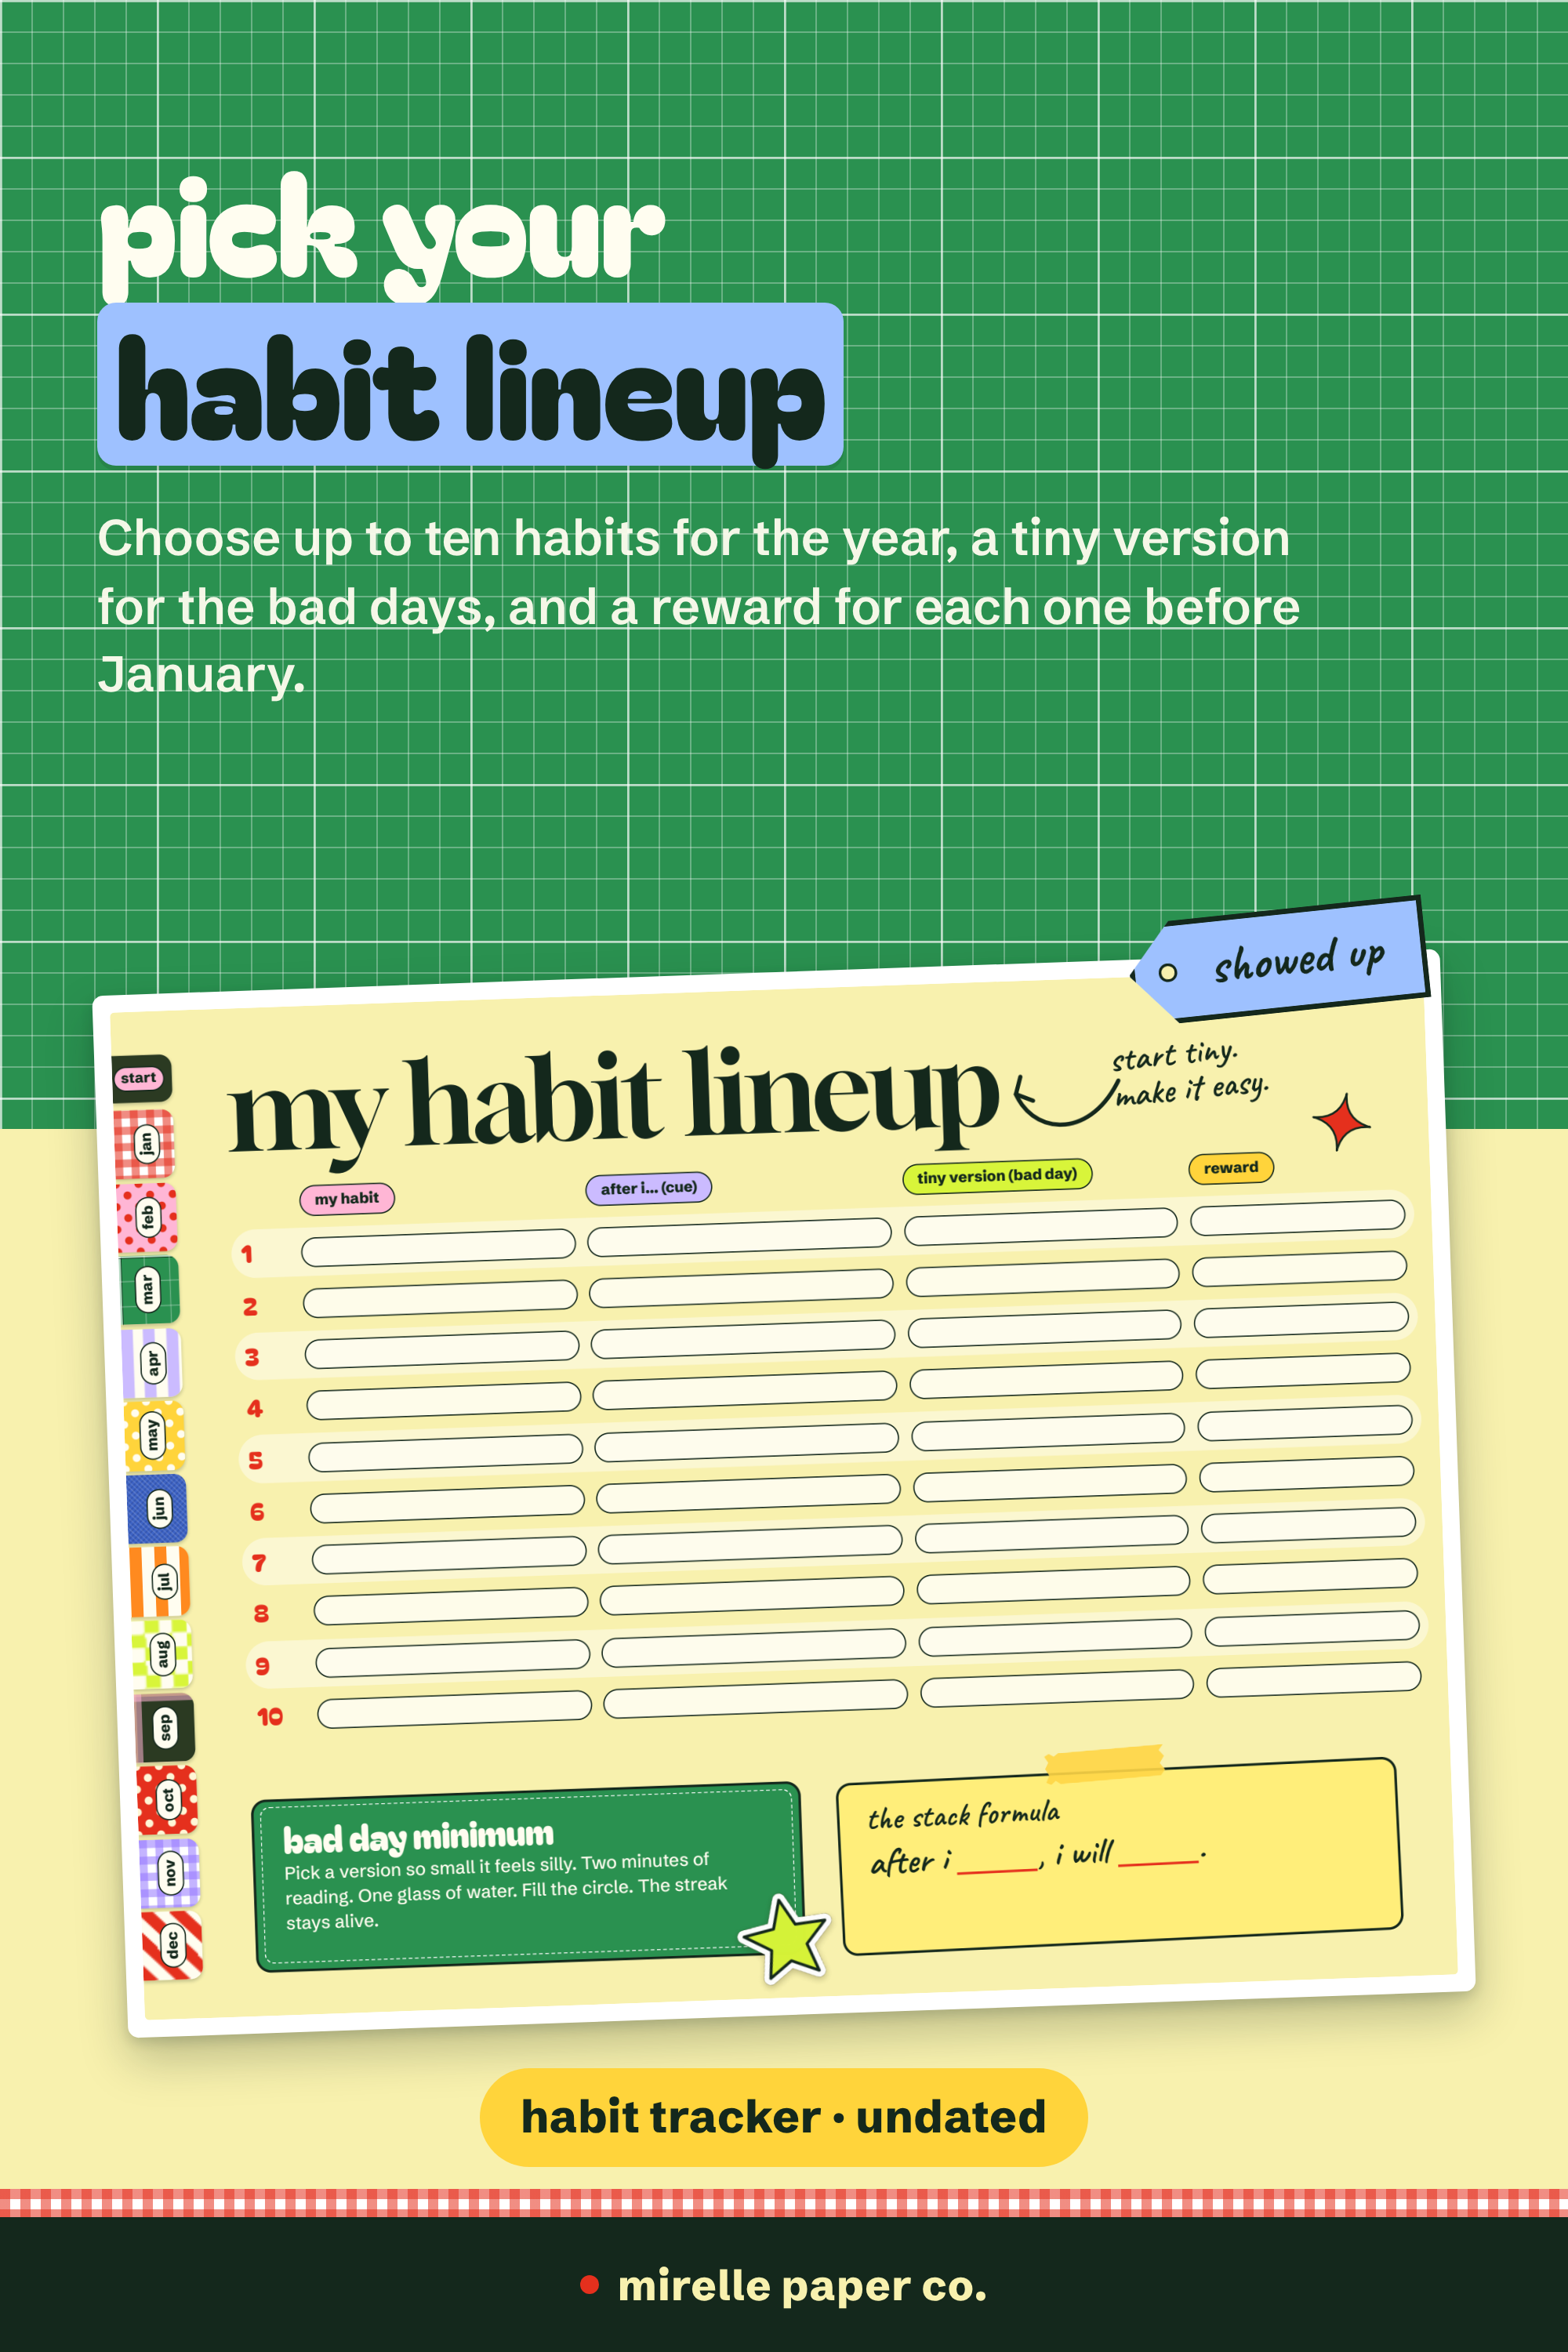 pick your
habit lineup
Choose up to ten habits for the year, a tiny version
for the bad days, and a reward for each one before
January.
showed up
start
jan
feb
mar
apr
may
jun
jul
aug
sep
oct
nov
dec
my habit lineup
start tiny.
make it easy.
my habit
after i... (cue)
tiny version (bad day)
reward
1
2
3
4
5
6
7
8
9
10
bad day minimum
Pick a version so small it feels silly. Two minutes of
reading. One glass of water. Fill the circle. The streak
stays alive.
the stack formula
after i ______, i will ______.
habit tracker • undated
mirelle paper co.